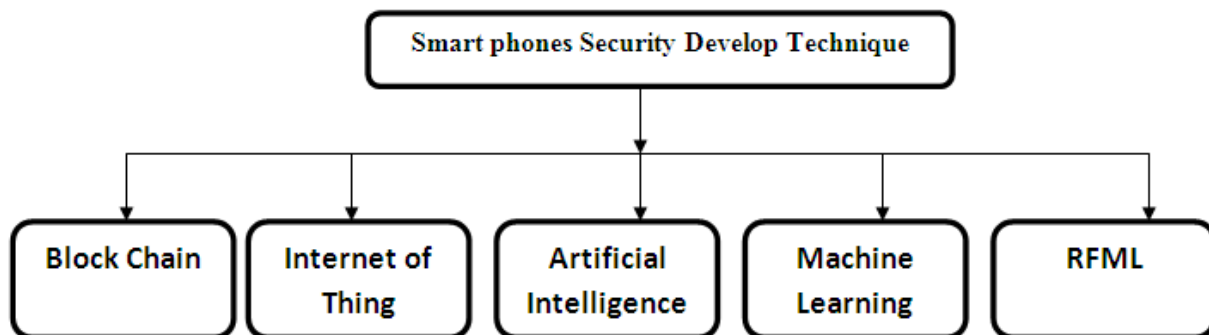 Smart phones Security Develop Technique
Block Chain
Internet of
Thing
Artificial
Intelligence
Machine
Learning
RFML